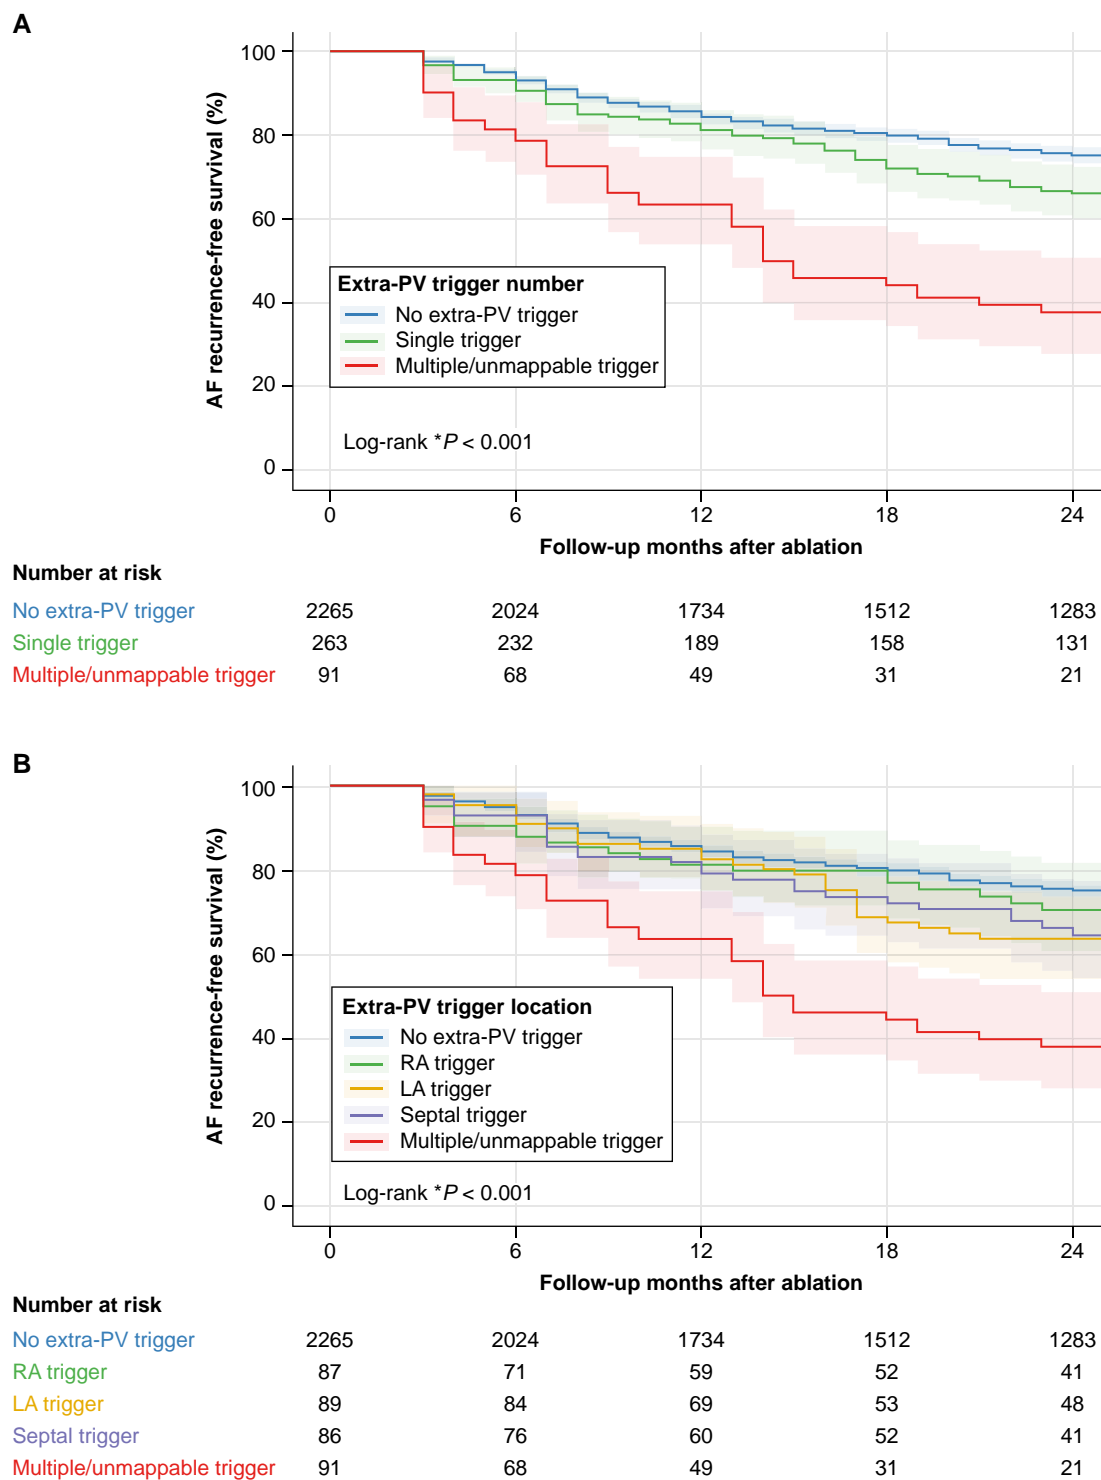 A
AF recurrence-free survival (%)
100
80
60
40
20
0
Extra-PV trigger number
No extra-PV trigger
Single trigger
Multiple/unmappable trigger
Log-rank *P < 0.001
0 6 12 18 24
Follow-up months after ablation
Number at risk
No extra-PV trigger 2265 2024 1734 1512 1283
Single trigger 263 232 189 158 131
Multiple/unmappable trigger 91 68 49 31 21
B
AF recurrence-free survival (%)
100
80
60
40
20
0
Extra-PV trigger location
No extra-PV trigger
RA trigger
LA trigger
Septal trigger
Multiple/unmappable trigger
Log-rank *P < 0.001
0 6 12 18 24
Follow-up months after ablation
Number at risk
No extra-PV trigger 2265 2024 1734 1512 1283
RA trigger 87 71 59 52 41
LA trigger 89 84 69 53 48
Septal trigger 86 76 60 52 41
Multiple/unmappable trigger 91 68 49 31 21